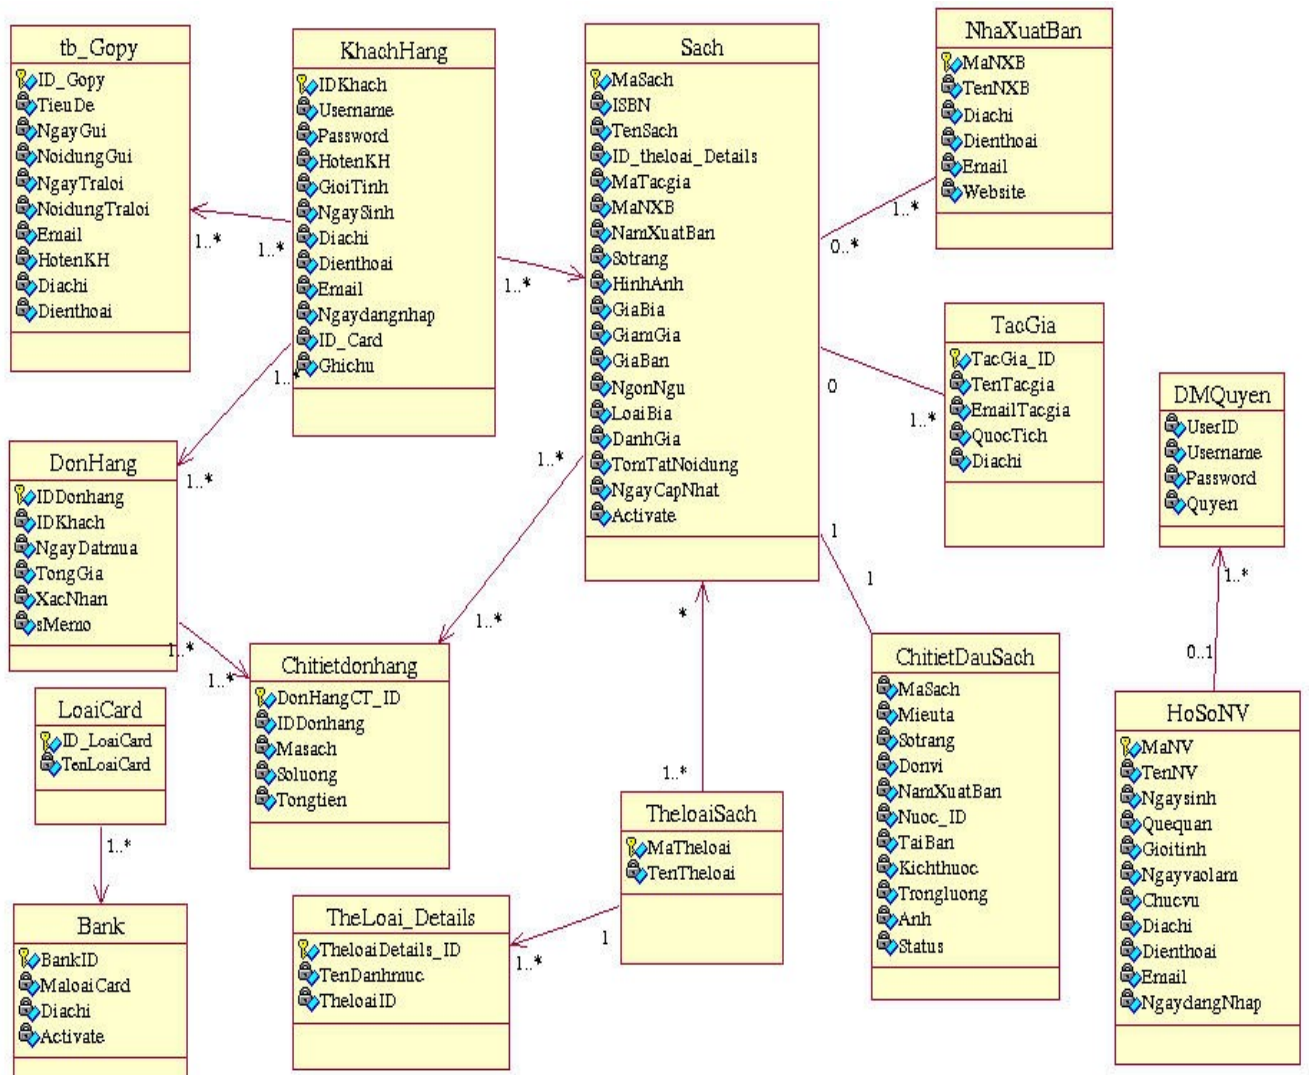 tb_Gopy
ID_Gopy
TieuDe
NgayGui
NoidungGui
NgayTraloi
NoidungTraloi
Email
HotenKH
Diachi
Dienthoai
KhachHang
IDKhach
Username
Password
HotenKH
GioiTinh
NgaySinh
Diachi
Dienthoai
Email
Ngaydangnhap
ID_Card
Ghichu
Sach
MaSach
ISBN
TenSach
ID_theloai_Details
MaTacgia
MaNXB
NamXuatBan
Sotrang
HinhAnh
GiaBia
GiamGia
GiaBan
NgonNgu
LoaiBia
DanhGia
TomTatNoidung
NgayCapNhat
Activate
NhaXuatBan
MaNXB
TenNXB
Diachi
Dienthoai
Email
Website
1..*
1..*
1..*
1..*
0..*
TacGia
TacGia_ID
TenTacgia
EmailTacgia
QuocTich
Diachi
0
1..*
DMQuyen
UserID
Username
Password
Quyen
1..*
0..1
1..*
1..*
DonHang
IDDonhang
IDKhach
NgayDatmua
TongGia
XacNhan
sMemo
1..*
1..*
1..*
1..*
Chitietdonhang
DonHangCT_ID
IDDonhang
Masach
Soluong
Tongtien
1
1
ChitietDauSach
MaSach
Mieuta
Sotrang
Donvi
NamXuatBan
Nuoc_ID
TaiBan
Kichthuoc
Trongluong
Anh
Status
HoSoNV
MaNV
TenNV
Ngaysinh
Quequan
Gioitinh
Ngayvaolam
Chucvu
Diachi
Dienthoai
Email
NgaydangNhap
LoaiCard
ID_LoaiCard
TenLoaiCard
1..*
*
1..*
TheloaiSach
MaTheloai
TenTheloai
1
1..*
TheLoai_Details
TheloaiDetails_ID
TenDanhmuc
TheloaiID
Bank
BankID
MaloaiCard
Diachi
Activate